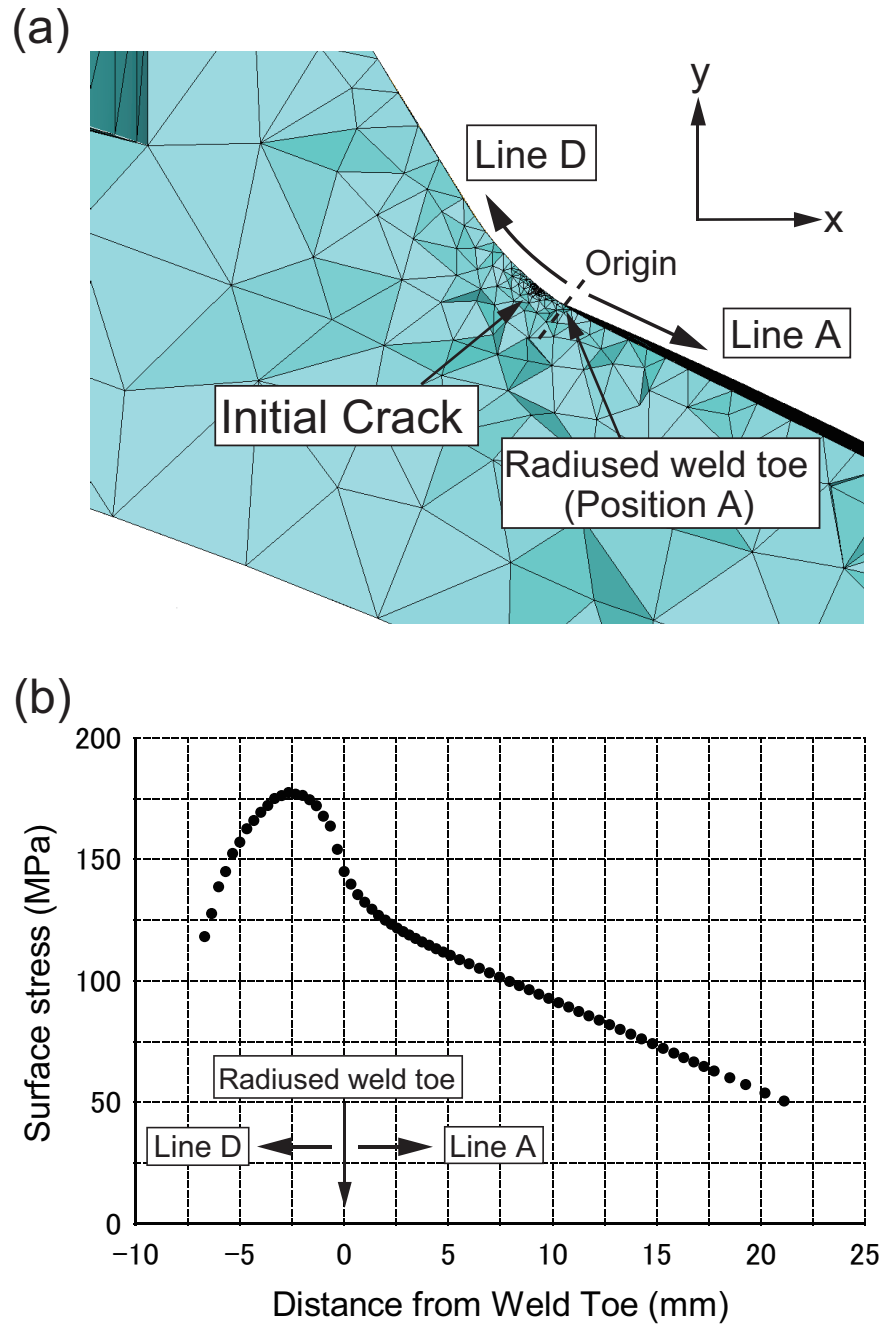 (a)
y
x
Line D
Origin
Line A
Initial Crack
Radiused weld toe
(Position A)
(b)
200
150
100
50
0
Surface stress (MPa)
Radiused weld toe
Line D
Line A
−10
−5
0
5
10
15
20
25
Distance from Weld Toe (mm)